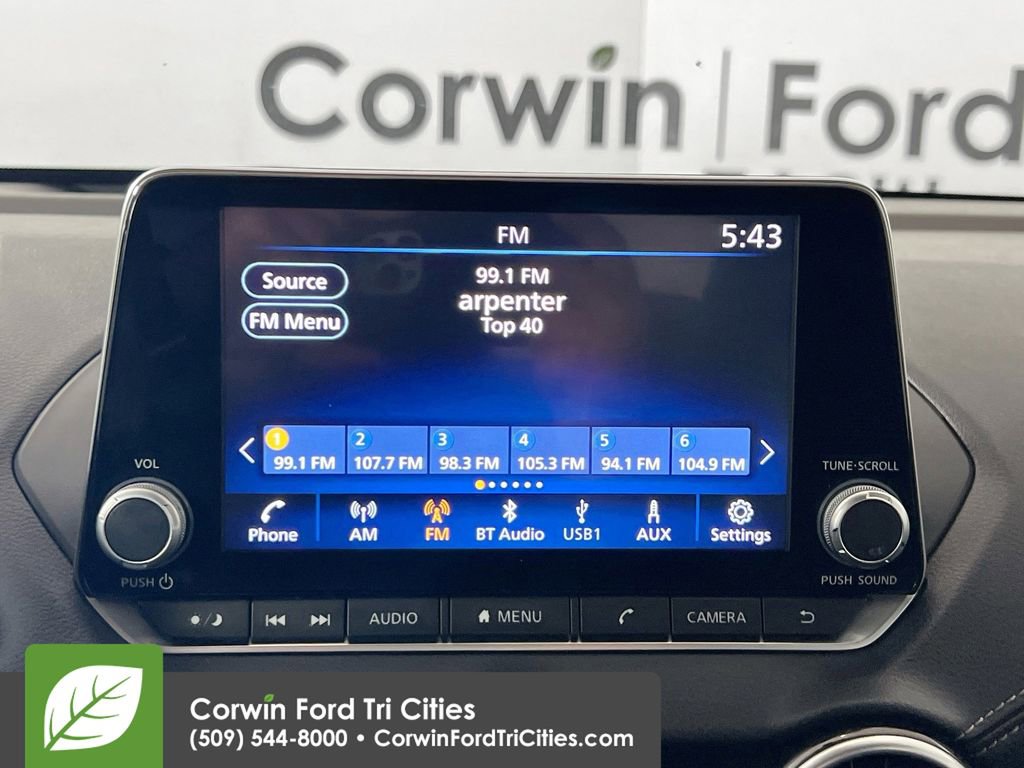 Corwin | Ford
FM
5:43
Source
99.1 FM
FM Menu
arpenter
Top 40
1
2
3
4
5
6
99.1 FM
107.7 FM
98.3 FM
105.3 FM
94.1 FM
104.9 FM
VOL
TUNE·SCROLL
Phone
AM
FM
BT Audio
USB1
AUX
Settings
PUSH
PUSH SOUND
AUDIO
MENU
CAMERA
Corwin Ford Tri Cities
(509) 544-8000 • CorwinFordTriCities.com